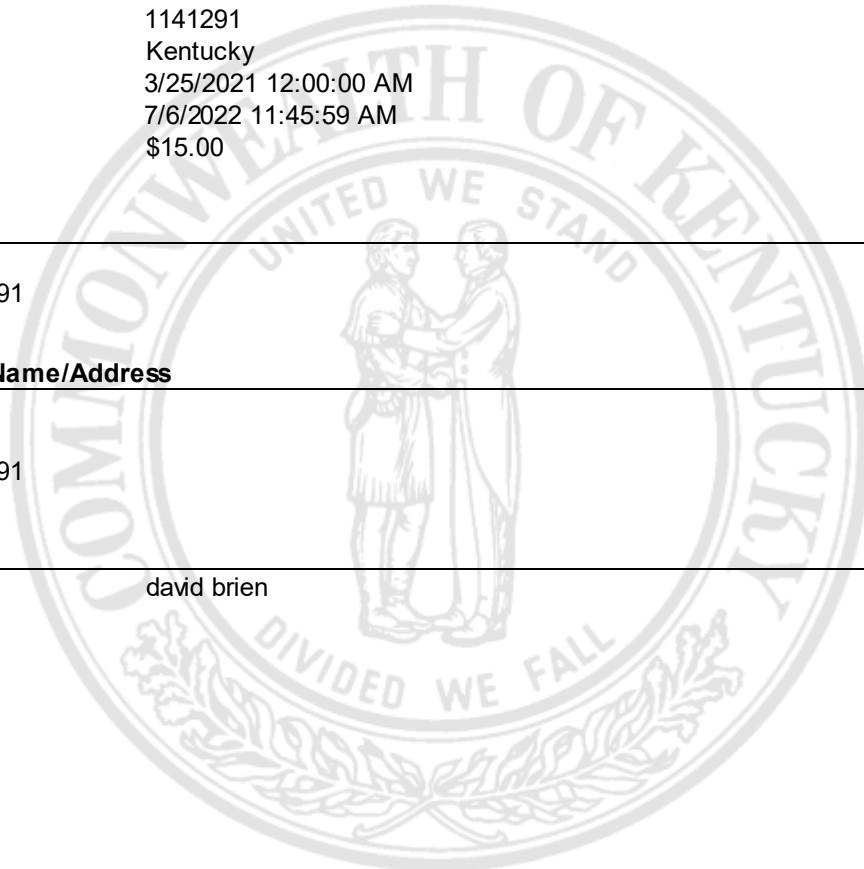 1141291
Kentucky
3/25/2021 12:00:00 AM
7/6/2022 11:45:59 AM
$15.00
COMMONWEALTH OF KENTUCKY
UNITED WE STAND
91
Name/Address
91
david brien
DIVIDED WE FALL